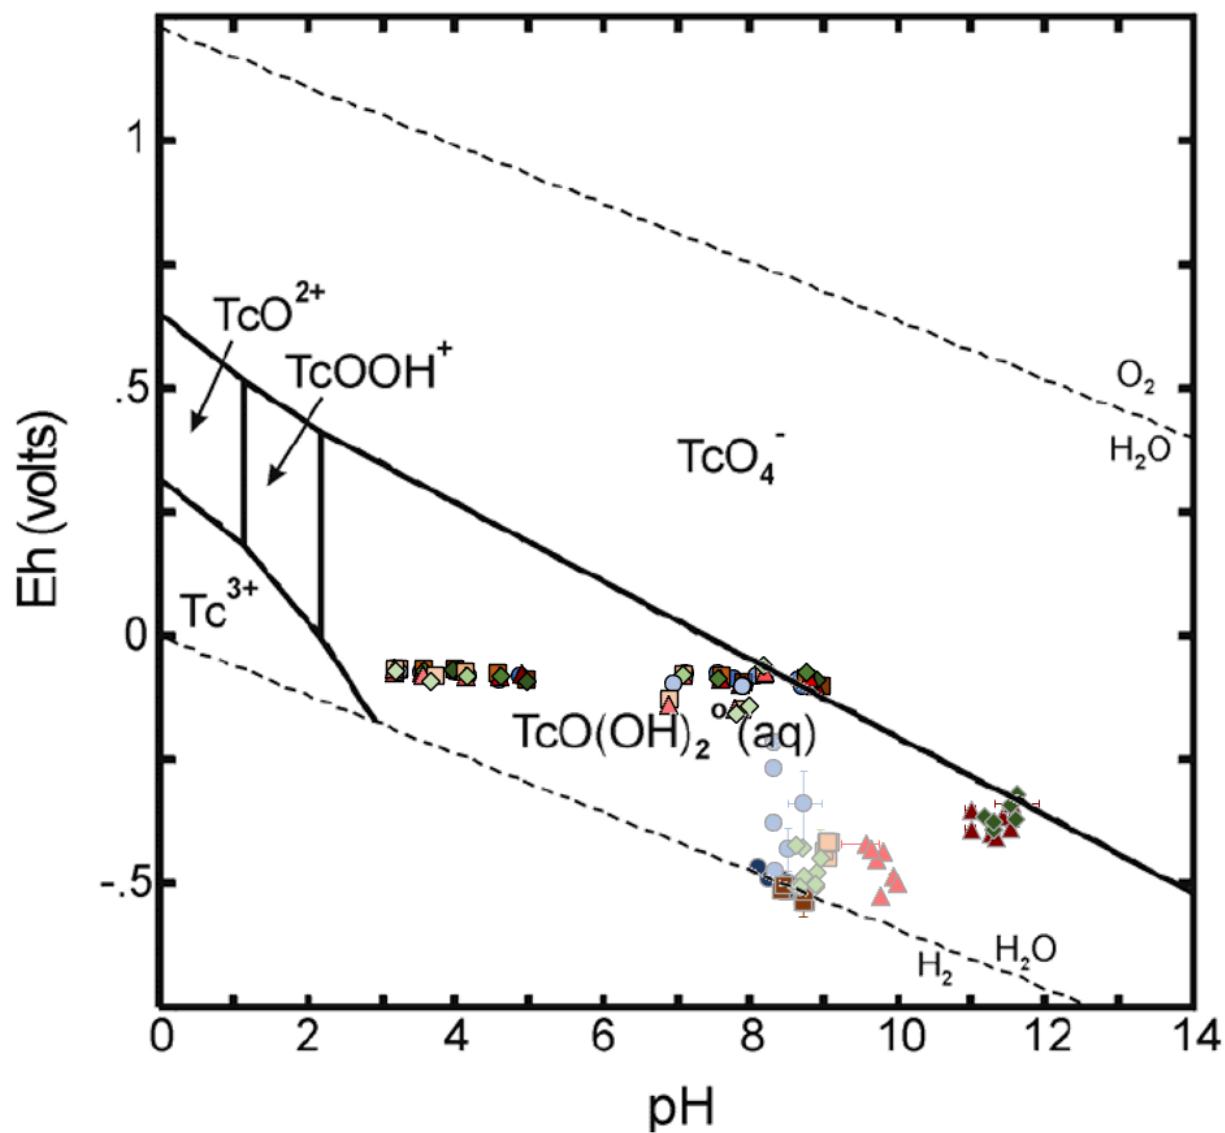 1
.5
0
-.5
Eh (volts)
TcO²⁺
TcOOH⁺
Tc³⁺
TcO₄⁻
O₂
H₂O
TcO(OH)₂⁰(aq)
H₂O
H₂
0 2 4 6 8 10 12 14
pH